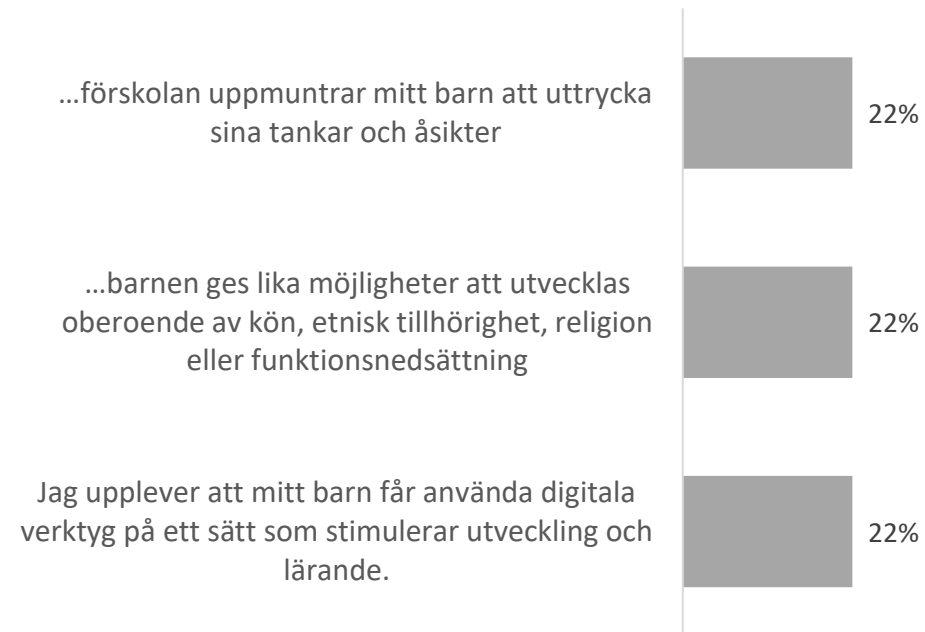 …förskolan uppmuntrar mitt barn att uttrycka
sina tankar och åsikter
22%
…barnen ges lika möjligheter att utvecklas
oberoende av kön, etnisk tillhörighet, religion
eller funktionsnedsättning
22%
Jag upplever att mitt barn får använda digitala
verktyg på ett sätt som stimulerar utveckling och
lärande.
22%